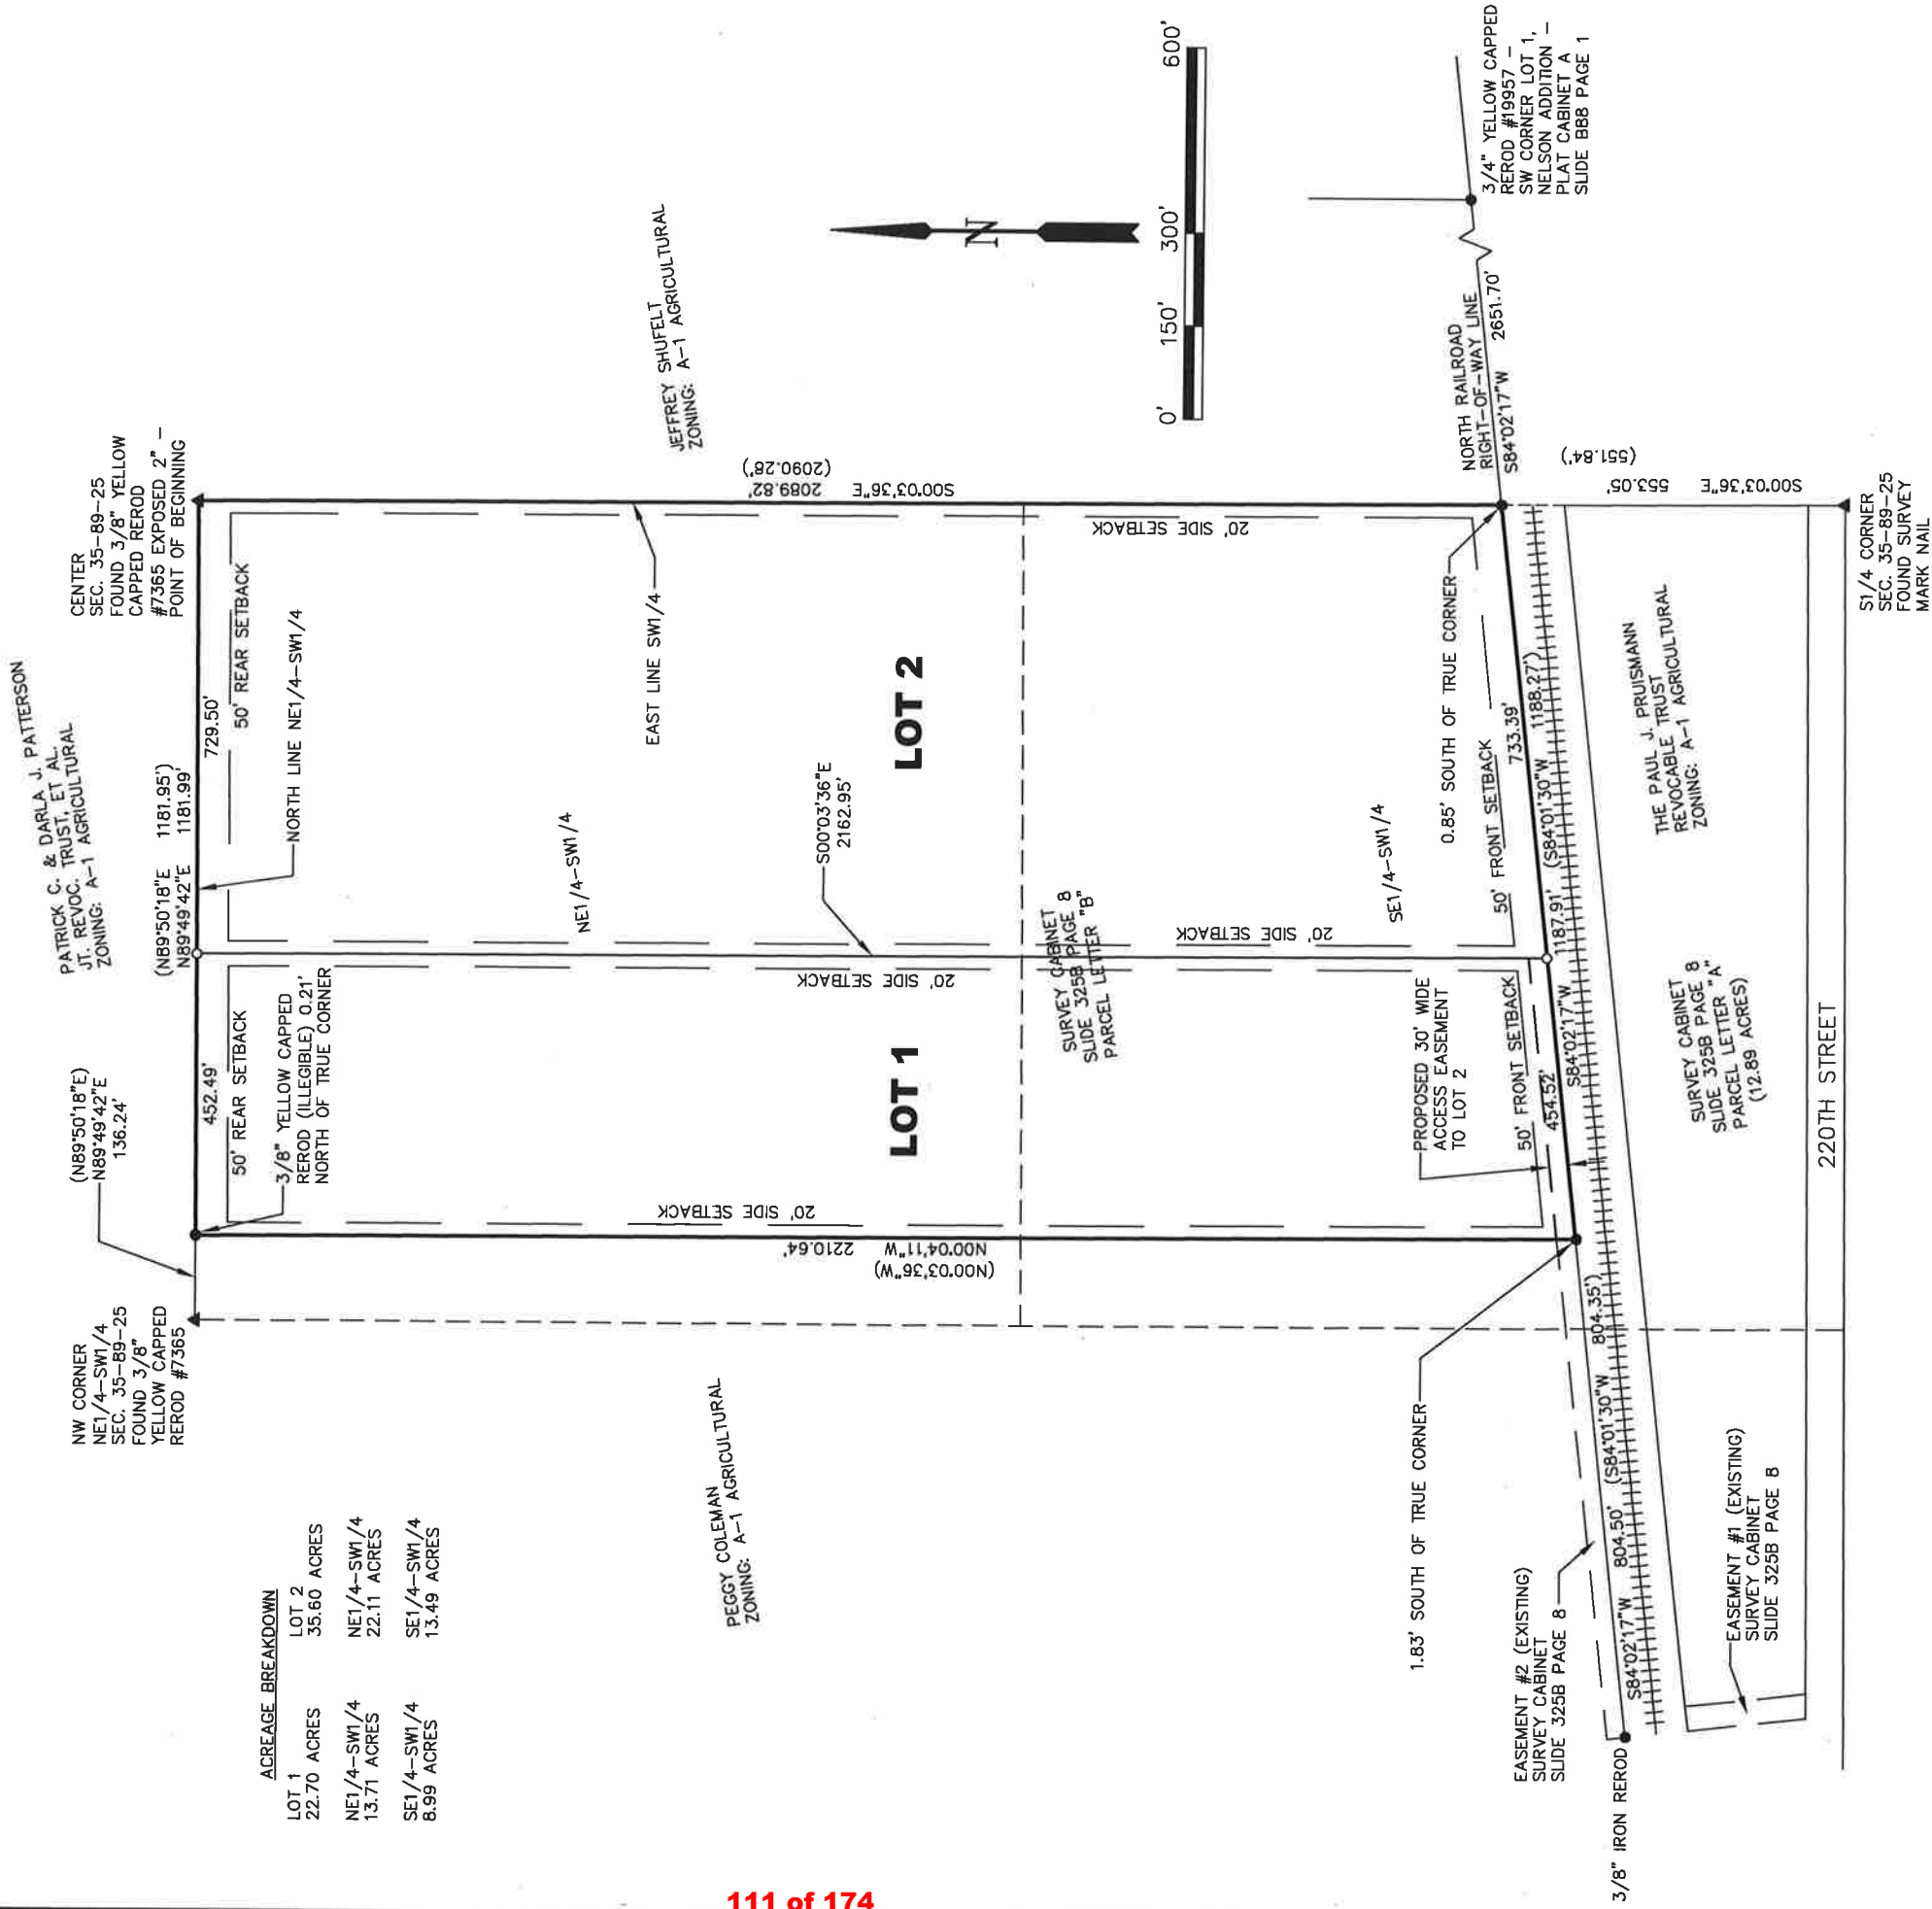 PATRICK C. & DARLA J. PATTERSON
JT. REVOC. TRUST, ET AL.
ZONING: A-1 AGRICULTURAL
CENTER
SEC. 35-89-25
FOUND 3/8" YELLOW
CAPPED REROD
#7365 EXPOSED 2" -
POINT OF BEGINNING
NW CORNER
NE1/4-SW1/4
SEC. 35-89-25
FOUND 3/8"
YELLOW CAPPED
REROD #7365
(N89°50'18"E)
N89°49'42"E
136.24'
(N89°50'18"E 1181.95')
N89°49'42"E 1181.99'
452.49'
729.50'
50' REAR SETBACK
50' REAR SETBACK
3/8" YELLOW CAPPED
REROD (ILLEGIBLE) 0.21'
NORTH OF TRUE CORNER
NORTH LINE NE1/4-SW1/4
ACREAGE BREAKDOWN
LOT 1 LOT 2
22.70 ACRES 35.60 ACRES
NE1/4-SW1/4 NE1/4-SW1/4
13.71 ACRES 22.11 ACRES
SE1/4-SW1/4 SE1/4-SW1/4
8.99 ACRES 13.49 ACRES
JEFFREY SHUFELT
ZONING: A-1 AGRICULTURAL
PEGGY COLEMAN
ZONING: A-1 AGRICULTURAL
EAST LINE SW1/4
NE1/4-SW1/4
S00°03'36"E 2089.82'
(2090.28')
20' SIDE SETBACK
N00°04'11"W 2210.64'
(N00°03'36"W)
20' SIDE SETBACK
20' SIDE SETBACK
20' SIDE SETBACK
S00°03'36"E
2162.95'
LOT 1
LOT 2
N
0' 150' 300' 600'
SURVEY CABINET
SLIDE 325B PAGE 8
PARCEL LETTER "B"
SE1/4-SW1/4
PROPOSED 30' WIDE
ACCESS EASEMENT
TO LOT 2
0.85' SOUTH OF TRUE CORNER
1.83' SOUTH OF TRUE CORNER
50' FRONT SETBACK
50' FRONT SETBACK
454.52'
733.39'
S84°02'17"W 1187.91' (S84°01'30"W 1188.27')
NORTH RAILROAD
RIGHT-OF-WAY LINE
S84°02'17"W 2651.70'
3/4" YELLOW CAPPED
REROD #19957 -
SW CORNER LOT 1,
NELSON ADDITION -
PLAT CABINET A
SLIDE BB8 PAGE 1
S00°03'36"E 553.05'
(551.84')
S1/4 CORNER
SEC. 35-89-25
FOUND SURVEY
MARK NAIL
THE PAUL J. PRUISMANN
REVOCABLE TRUST
ZONING: A-1 AGRICULTURAL
SURVEY CABINET
SLIDE 325B PAGE 8
PARCEL LETTER "A"
(12.89 ACRES)
EASEMENT #2 (EXISTING)
SURVEY CABINET
SLIDE 325B PAGE 8
S84°02'17"W 804.50' (S84°01'30"W 804.35')
3/8" IRON REROD
EASEMENT #1 (EXISTING)
SURVEY CABINET
SLIDE 325B PAGE 8
220TH STREET
111 of 174